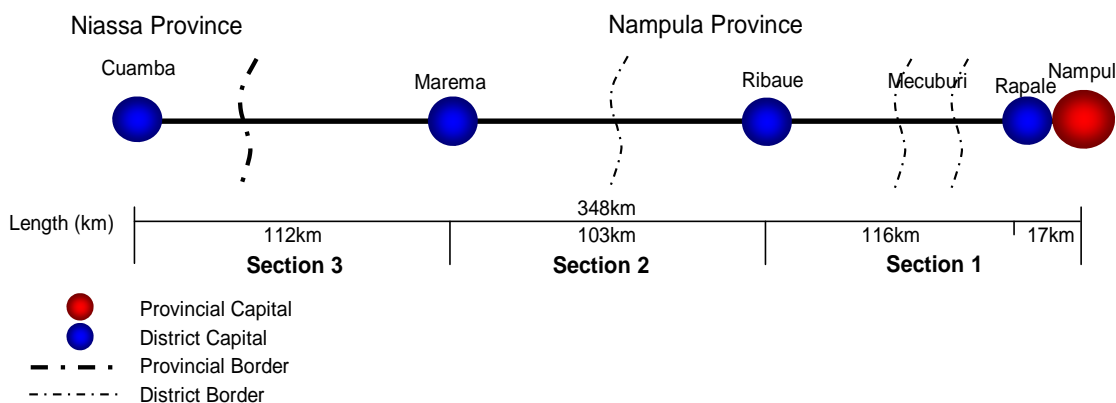 Niassa Province
Nampula Province
Cuamba
Marema
Ribaue
Mecuburi
Rapale
Nampul
Length (km)
348km
112km
103km
116km
17km
Section 3
Section 2
Section 1
Provincial Capital
District Capital
Provincial Border
District Border